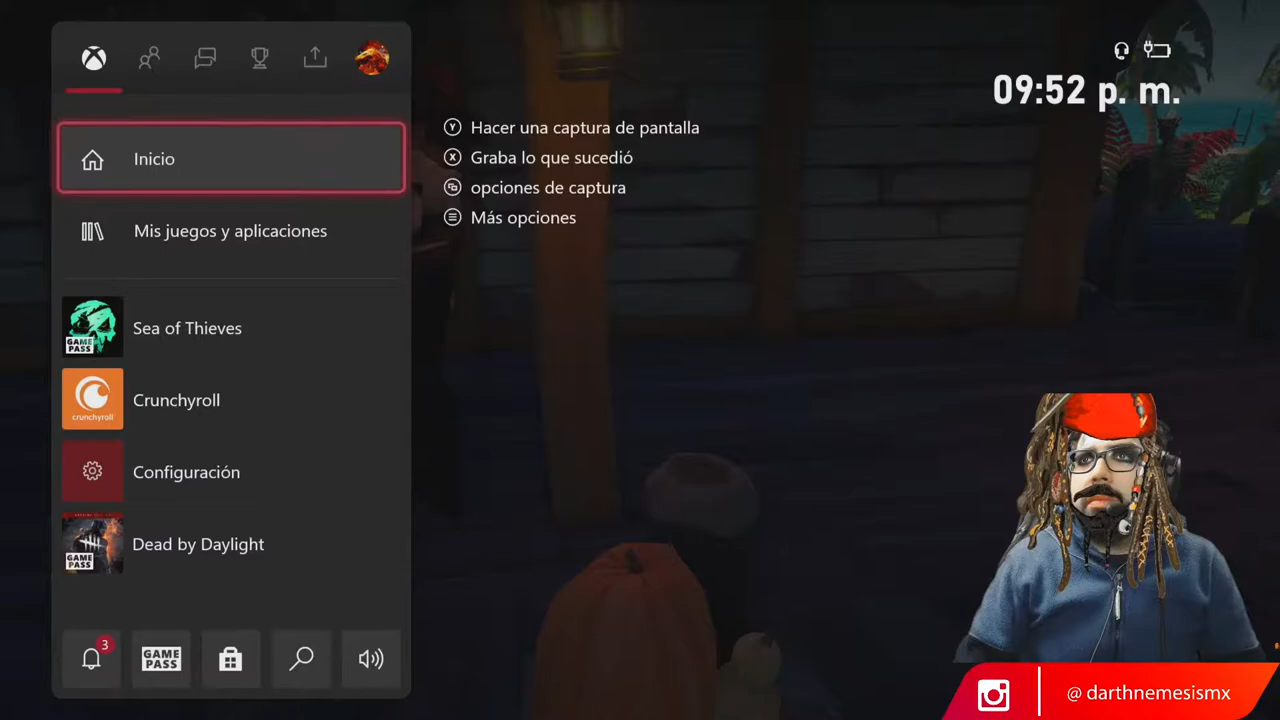 09:52 p. m.
Inicio
Mis juegos y aplicaciones
Hacer una captura de pantalla
Graba lo que sucedió
opciones de captura
Más opciones
GAME PASS
Sea of Thieves
crunchyroll
Crunchyroll
Configuración
GAME PASS
Dead by Daylight
3
GAME
PASS
@ darthnemesismx